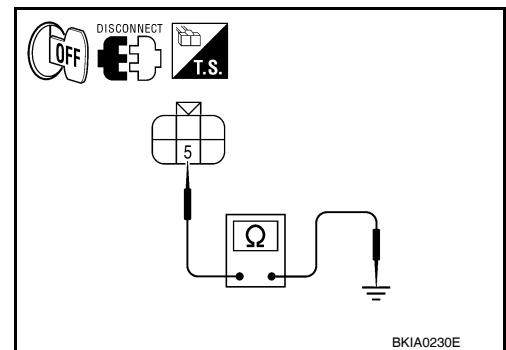 OFF
DISCONNECT
T.S.
5
Ω
BKIA0230E